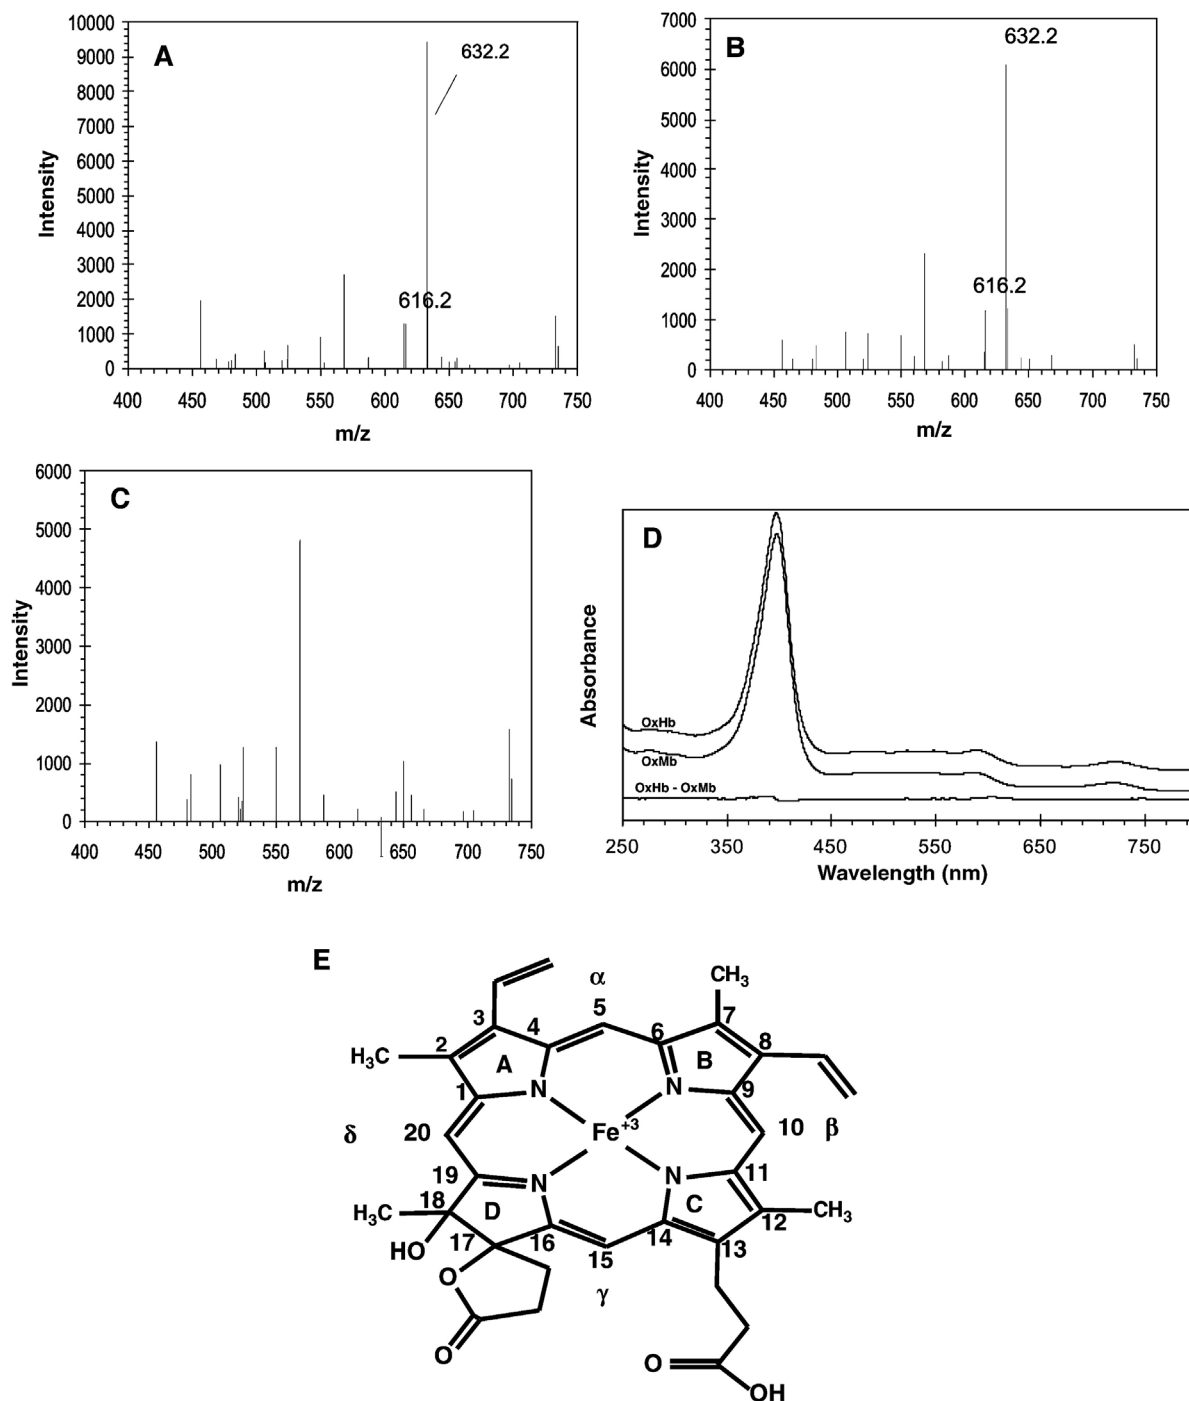 A
10000
9000
8000
7000
6000
5000
4000
3000
2000
1000
0
Intensity
632.2
616.2
400 450 500 550 600 650 700 750
m/z
B
7000
6000
5000
4000
3000
2000
1000
0
Intensity
632.2
616.2
400 450 500 550 600 650 700 750
m/z
C
6000
5000
4000
3000
2000
1000
0
Intensity
400 450 500 550 600 650 700 750
m/z
D
Absorbance
OxHb
OxMb
OxHb - OxMb
250 350 450 550 650 750
Wavelength (nm)
E
α
CH₃
3 4 5 6 7
H₃C 2 8
A B
1 N N 9
δ 20 Fe⁺³ 10 β
19 N N 11
H₃C 18 D C 12 CH₃
HO 17 16 15 14 13
O
γ
O
O
OH